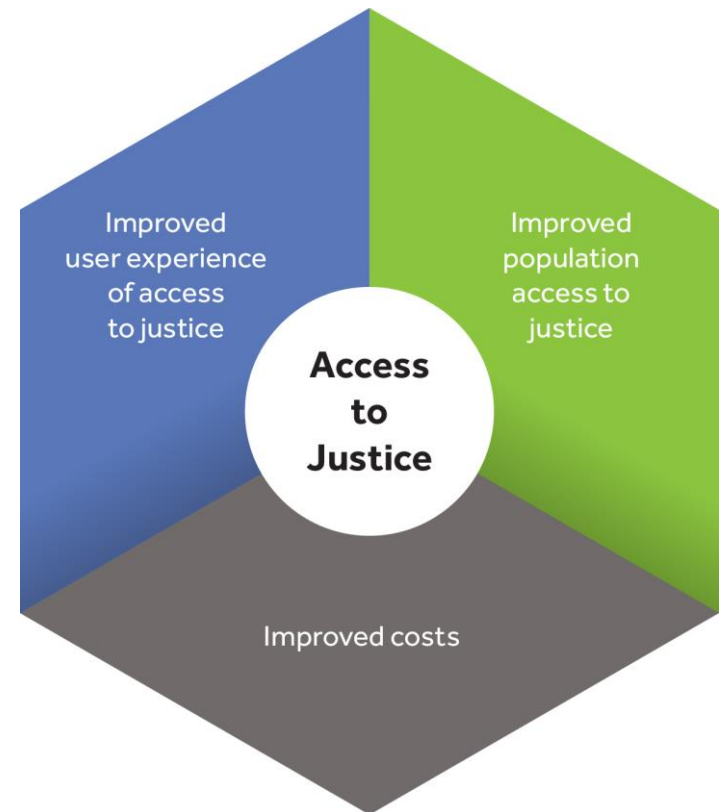 Improved
user experience
of access
to justice
Improved
population
access to
justice
Access
to
Justice
Improved costs